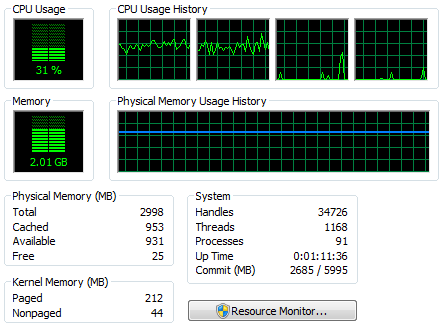 CPU Usage
CPU Usage History
31 %
Memory
Physical Memory Usage History
2.01 GB
Physical Memory (MB)
Total 2998
Cached 953
Available 931
Free 25
Kernel Memory (MB)
Paged 212
Nonpaged 44
System
Handles 34726
Threads 1168
Processes 91
Up Time 0:01:11:36
Commit (MB) 2685 / 5995
Resource Monitor...